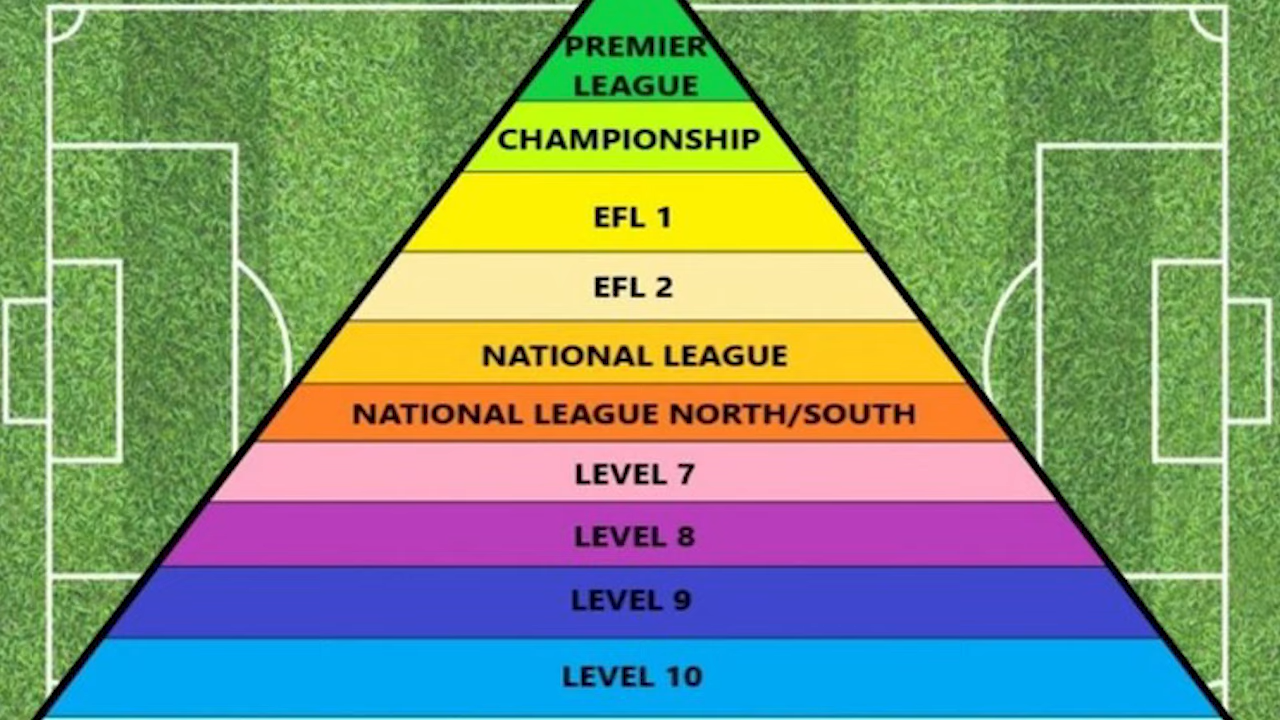 PREMIER
LEAGUE
CHAMPIONSHIP
EFL 1
EFL 2
NATIONAL LEAGUE
NATIONAL LEAGUE NORTH/SOUTH
LEVEL 7
LEVEL 8
LEVEL 9
LEVEL 10